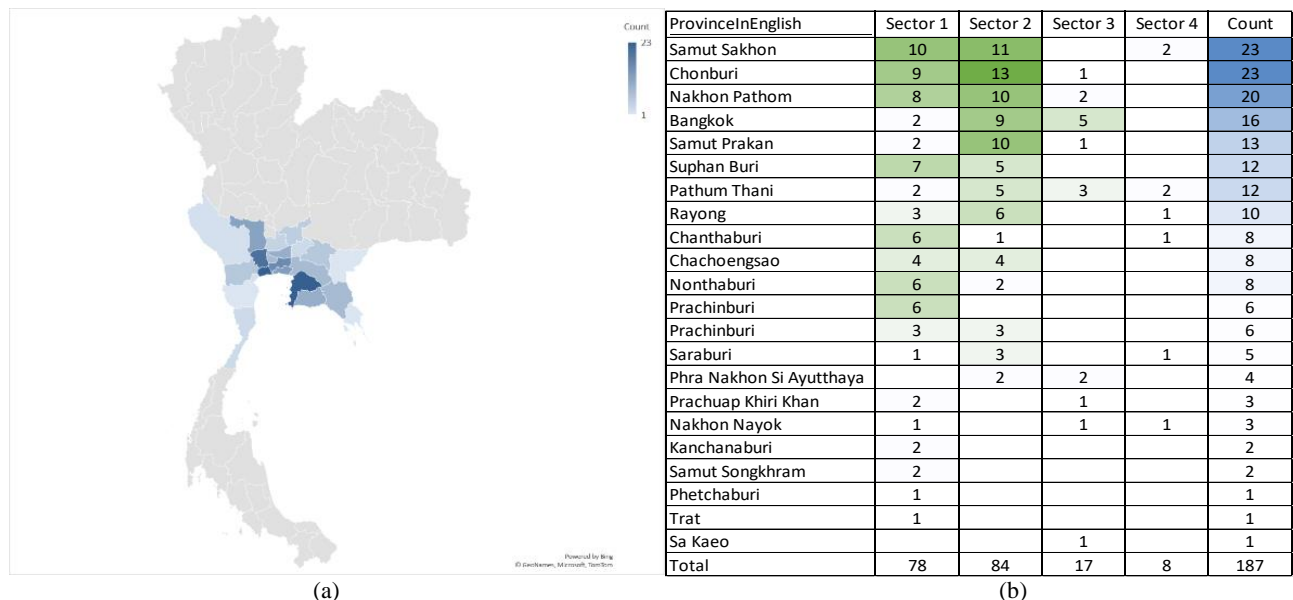 Count
23
1
Powered by Bing
© GeoNames, Microsoft, TomTom
(a)
ProvinceInEnglish Sector 1 Sector 2 Sector 3 Sector 4 Count
Samut Sakhon 10 11 2 23
Chonburi 9 13 1 23
Nakhon Pathom 8 10 2 20
Bangkok 2 9 5 16
Samut Prakan 2 10 1 13
Suphan Buri 7 5 12
Pathum Thani 2 5 3 2 12
Rayong 3 6 1 10
Chanthaburi 6 1 1 8
Chachoengsao 4 4 8
Nonthaburi 6 2 8
Prachinburi 6 6
Prachinburi 3 3 6
Saraburi 1 3 1 5
Phra Nakhon Si Ayutthaya 2 2 4
Prachuap Khiri Khan 2 1 3
Nakhon Nayok 1 1 1 3
Kanchanaburi 2 2
Samut Songkhram 2 2
Phetchaburi 1 1
Trat 1 1
Sa Kaeo 1 1
Total 78 84 17 8 187
(b)